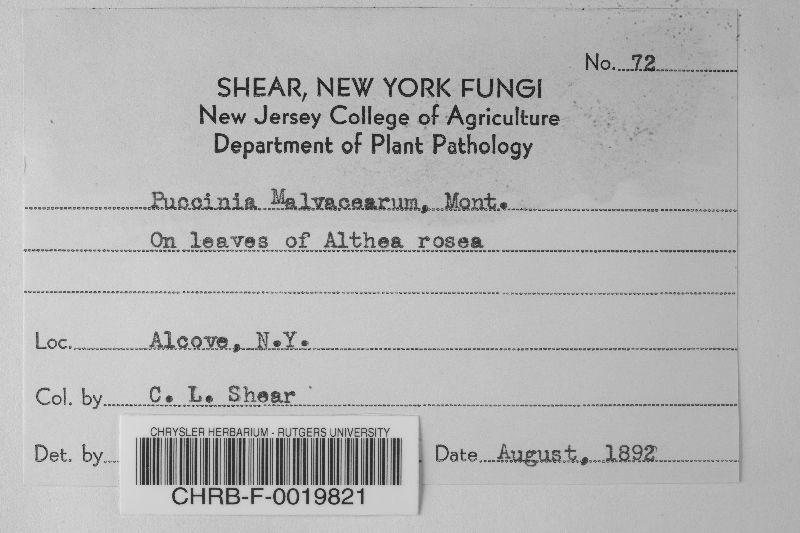 No. 72
SHEAR, NEW YORK FUNGI
New Jersey College of Agriculture
Department of Plant Pathology
Puccinia Malvacearum, Mont.
On leaves of Althea rosea
Loc. Alcove, N.Y.
Col. by C. L. Shear
Det. by
Date August, 1892
CHRYSLER HERBARIUM - RUTGERS UNIVERSITY
CHRB-F-0019821